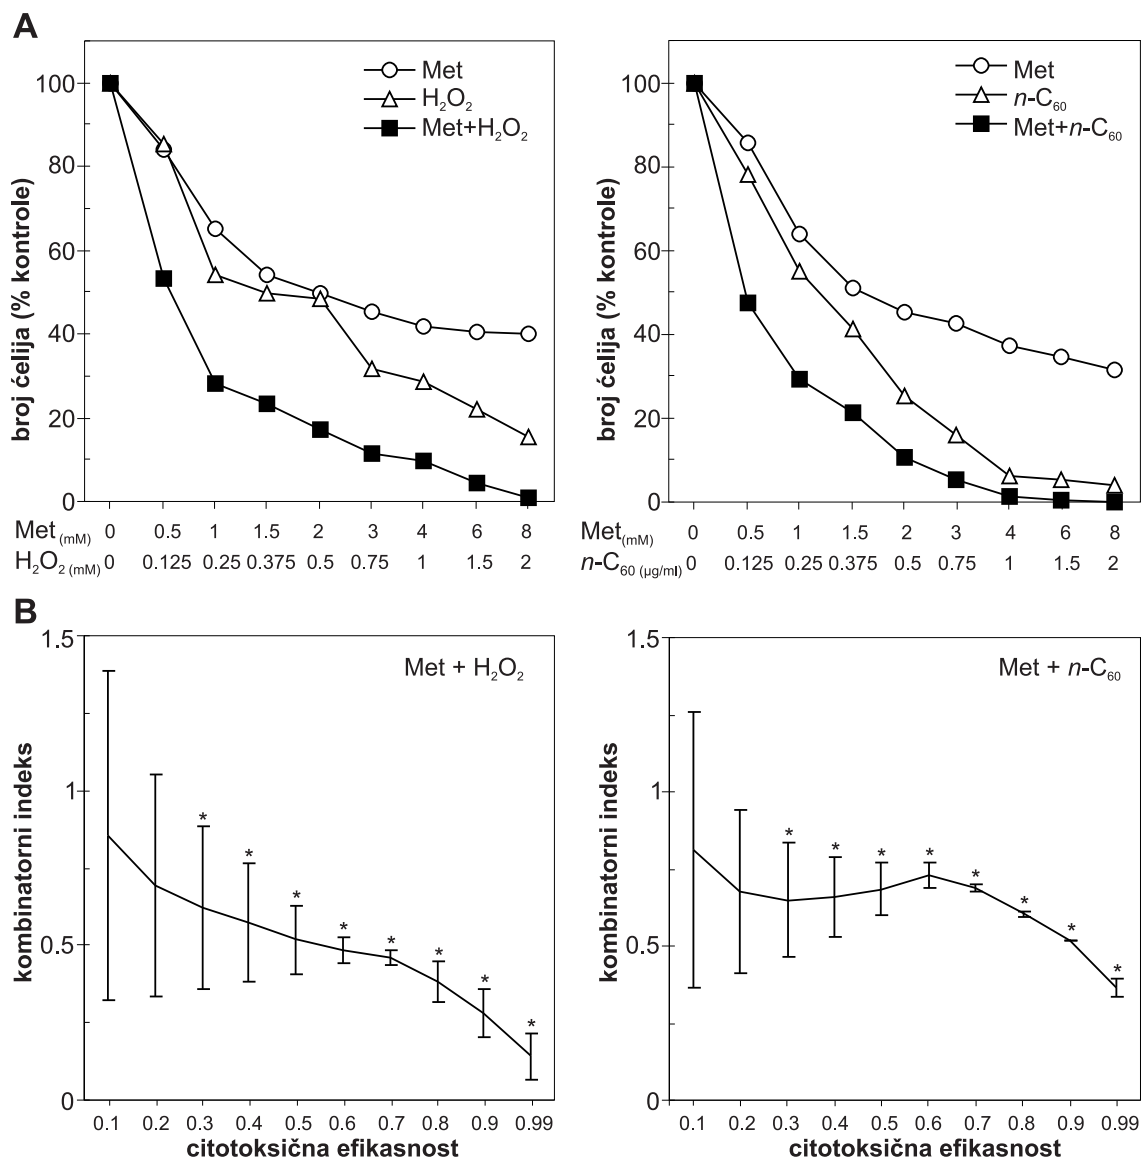 A
Met
H₂O₂
Met+H₂O₂
broj ćelija (% kontrole)
100
80
60
40
20
0
Met (mM) 0 0.5 1 1.5 2 3 4 6 8
H₂O₂ (mM) 0 0.125 0.25 0.375 0.5 0.75 1 1.5 2
Met
n-C₆₀
Met+n-C₆₀
broj ćelija (% kontrole)
100
80
60
40
20
0
Met (mM) 0 0.5 1 1.5 2 3 4 6 8
n-C₆₀ (µg/ml) 0 0.125 0.25 0.375 0.5 0.75 1 1.5 2
B
Met + H₂O₂
kombinatorni indeks
1.5
1
0.5
0
* * * * * * * *
0.1 0.2 0.3 0.4 0.5 0.6 0.7 0.8 0.9 0.99
citotoksična efikasnost
Met + n-C₆₀
kombinatorni indeks
1.5
1
0.5
0
* * * * * * * *
0.1 0.2 0.3 0.4 0.5 0.6 0.7 0.8 0.9 0.99
citotoksična efikasnost